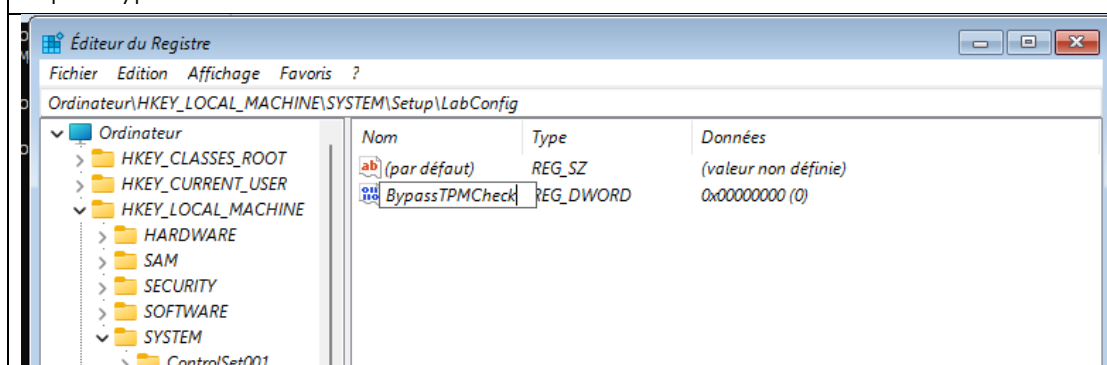 Éditeur du Registre
Fichier Edition Affichage Favoris ?
Ordinateur\HKEY_LOCAL_MACHINE\SYSTEM\Setup\LabConfig
Ordinateur
HKEY_CLASSES_ROOT
HKEY_CURRENT_USER
HKEY_LOCAL_MACHINE
HARDWARE
SAM
SECURITY
SOFTWARE
SYSTEM
ControlSet001
Nom Type Données
ab (par défaut) REG_SZ (valeur non définie)
BypassTPMCheck REG_DWORD 0x00000000 (0)